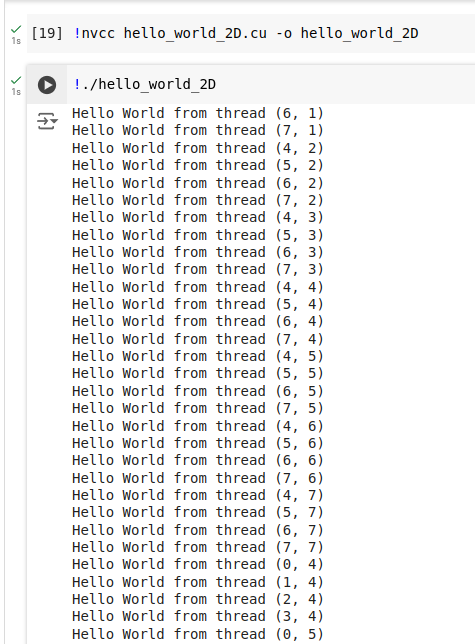 [19] !nvcc hello_world_2D.cu -o hello_world_2D
1s
!./hello_world_2D
1s
Hello World from thread (6, 1)
Hello World from thread (7, 1)
Hello World from thread (4, 2)
Hello World from thread (5, 2)
Hello World from thread (6, 2)
Hello World from thread (7, 2)
Hello World from thread (4, 3)
Hello World from thread (5, 3)
Hello World from thread (6, 3)
Hello World from thread (7, 3)
Hello World from thread (4, 4)
Hello World from thread (5, 4)
Hello World from thread (6, 4)
Hello World from thread (7, 4)
Hello World from thread (4, 5)
Hello World from thread (5, 5)
Hello World from thread (6, 5)
Hello World from thread (7, 5)
Hello World from thread (4, 6)
Hello World from thread (5, 6)
Hello World from thread (6, 6)
Hello World from thread (7, 6)
Hello World from thread (4, 7)
Hello World from thread (5, 7)
Hello World from thread (6, 7)
Hello World from thread (7, 7)
Hello World from thread (0, 4)
Hello World from thread (1, 4)
Hello World from thread (2, 4)
Hello World from thread (3, 4)
Hello World from thread (0, 5)